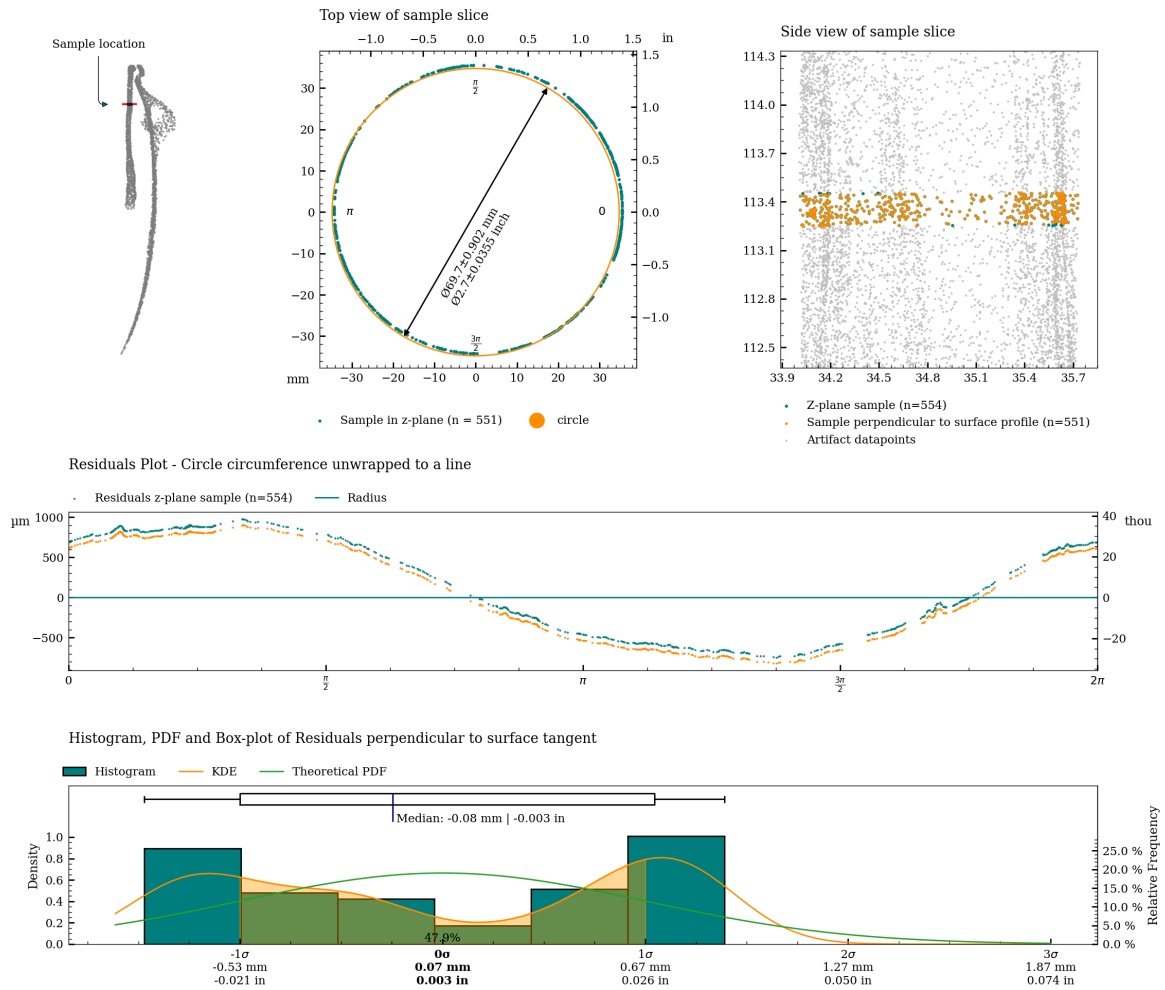 Top view of sample slice
Side view of sample slice
Sample location
−1.0 −0.5 0.0 0.5 1.0 1.5 in
1.5
1.0
0.5
0.0
−0.5
−1.0
30
20
10
0
−10
−20
−30
mm
−30 −20 −10 0 10 20 30
π/2
π
0
3π/2
Ø69.7±0.902 mm
Ø2.7±0.0355 inch
Sample in z-plane (n = 551) circle
114.3
114.0
113.7
113.4
113.1
112.8
112.5
33.9 34.2 34.5 34.8 35.1 35.4 35.7
Z-plane sample (n=554)
Sample perpendicular to surface profile (n=551)
Artifact datapoints
Residuals Plot - Circle circumference unwrapped to a line
Residuals z-plane sample (n=554) Radius
µm
1000
500
0
−500
40
20
0
−20
thou
0 π/2 π 3π/2 2π
Histogram, PDF and Box-plot of Residuals perpendicular to surface tangent
Histogram KDE Theoretical PDF
Median: -0.08 mm | -0.003 in
Density
1.0
0.8
0.6
0.4
0.2
0.0
47.9%
25.0 %
20.0 %
15.0 %
10.0 %
5.0 %
0.0 %
Relative Frequency
-1σ 0σ 1σ 2σ 3σ
-0.53 mm 0.07 mm 0.67 mm 1.27 mm 1.87 mm
-0.021 in 0.003 in 0.026 in 0.050 in 0.074 in